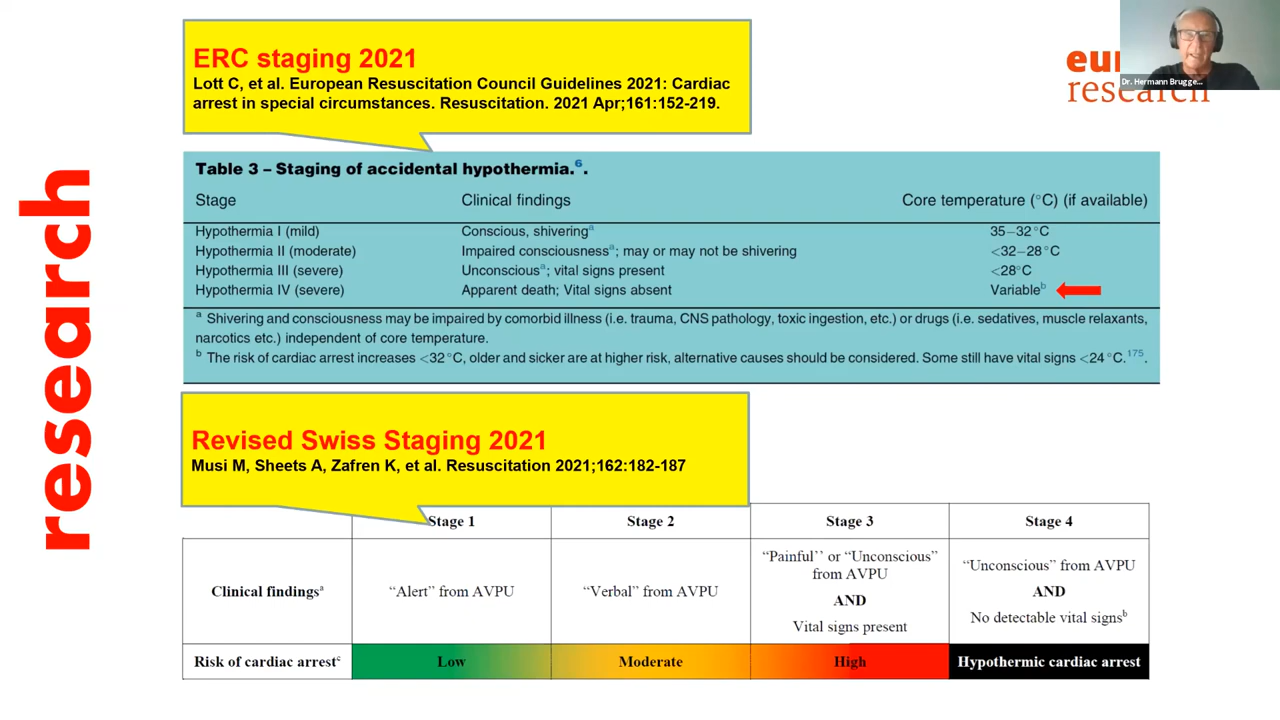 ERC staging 2021
Lott C, et al. European Resuscitation Council Guidelines 2021: Cardiac
arrest in special circumstances. Resuscitation. 2021 Apr;161:152-219.
eu
research
Dr. Hermann Brugge...
research
Table 3 – Staging of accidental hypothermia.6.
Stage Clinical findings Core temperature (°C) (if available)
Hypothermia I (mild) Conscious, shiveringa 35–32°C
Hypothermia II (moderate) Impaired consciousnessa; may or may not be shivering <32–28°C
Hypothermia III (severe) Unconsciousa; vital signs present <28°C
Hypothermia IV (severe) Apparent death; Vital signs absent Variableb
a Shivering and consciousness may be impaired by comorbid illness (i.e. trauma, CNS pathology, toxic ingestion, etc.) or drugs (i.e. sedatives, muscle relaxants,
narcotics etc.) independent of core temperature.
b The risk of cardiac arrest increases <32°C, older and sicker are at higher risk, alternative causes should be considered. Some still have vital signs <24°C.175.
Revised Swiss Staging 2021
Musi M, Sheets A, Zafren K, et al. Resuscitation 2021;162:182-187
Stage 1 Stage 2 Stage 3 Stage 4
Clinical findingsa
“Alert” from AVPU
“Verbal” from AVPU
“Painful’’ or “Unconscious”
from AVPU
AND
Vital signs present
“Unconscious” from AVPU
AND
No detectable vital signsb
Risk of cardiac arrestc Low Moderate High Hypothermic cardiac arrest